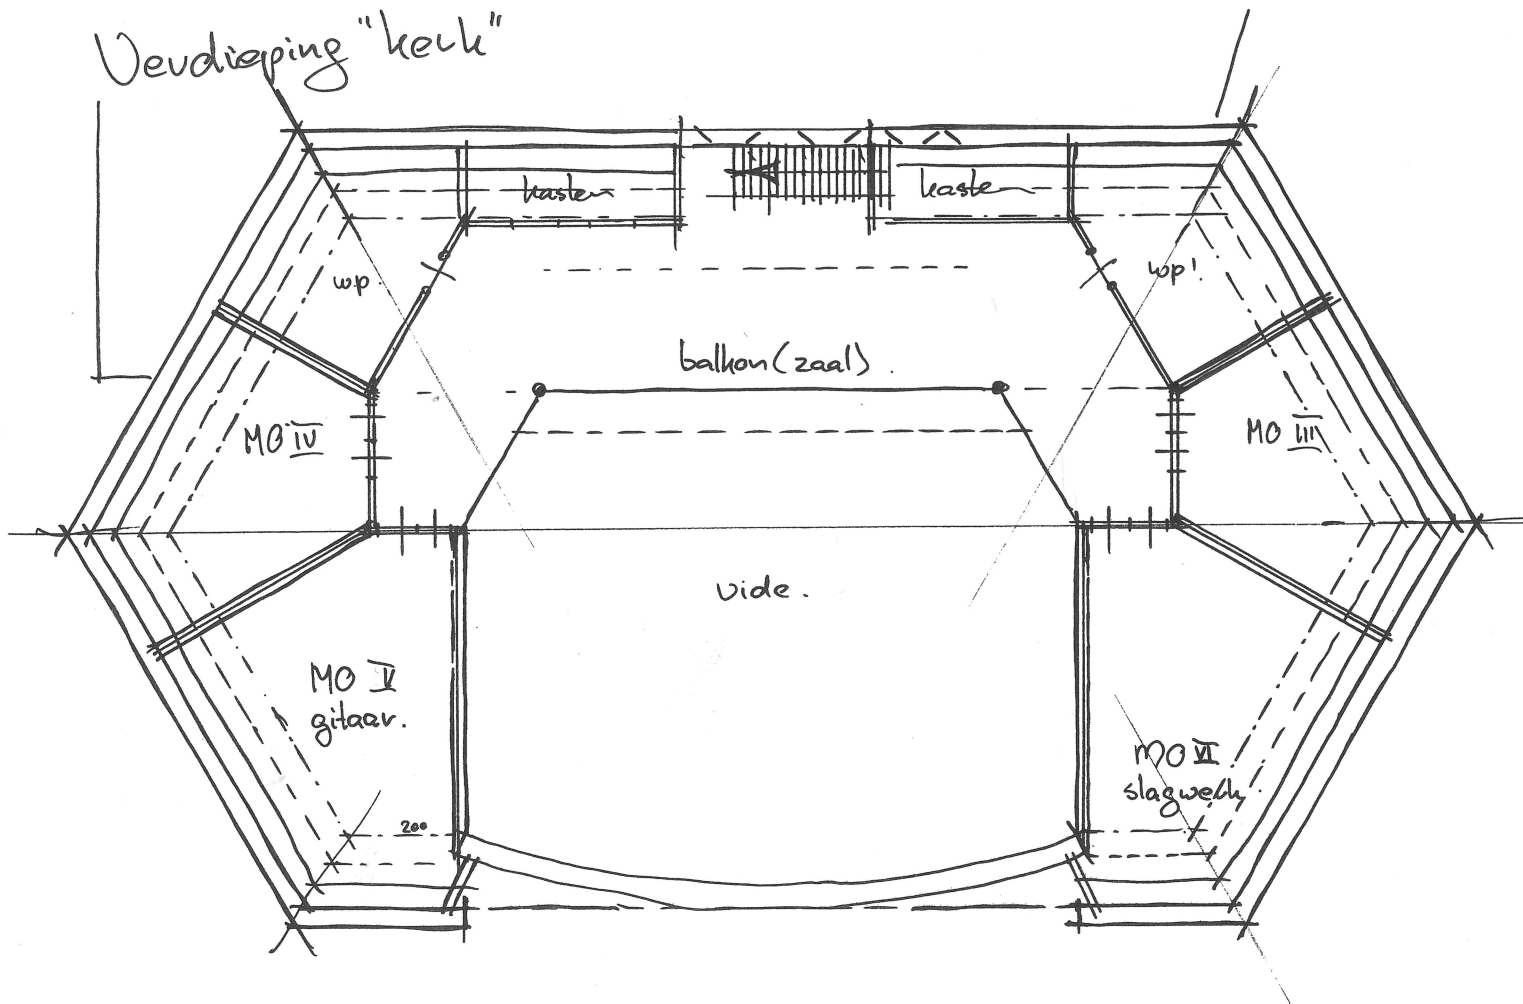 Verdieping "kerk"
kasten
kasten
wp.
wp.
balkon (zaal).
MO IV
MO III
vide.
MO V
gitaar.
MO VI
slagwerk
200